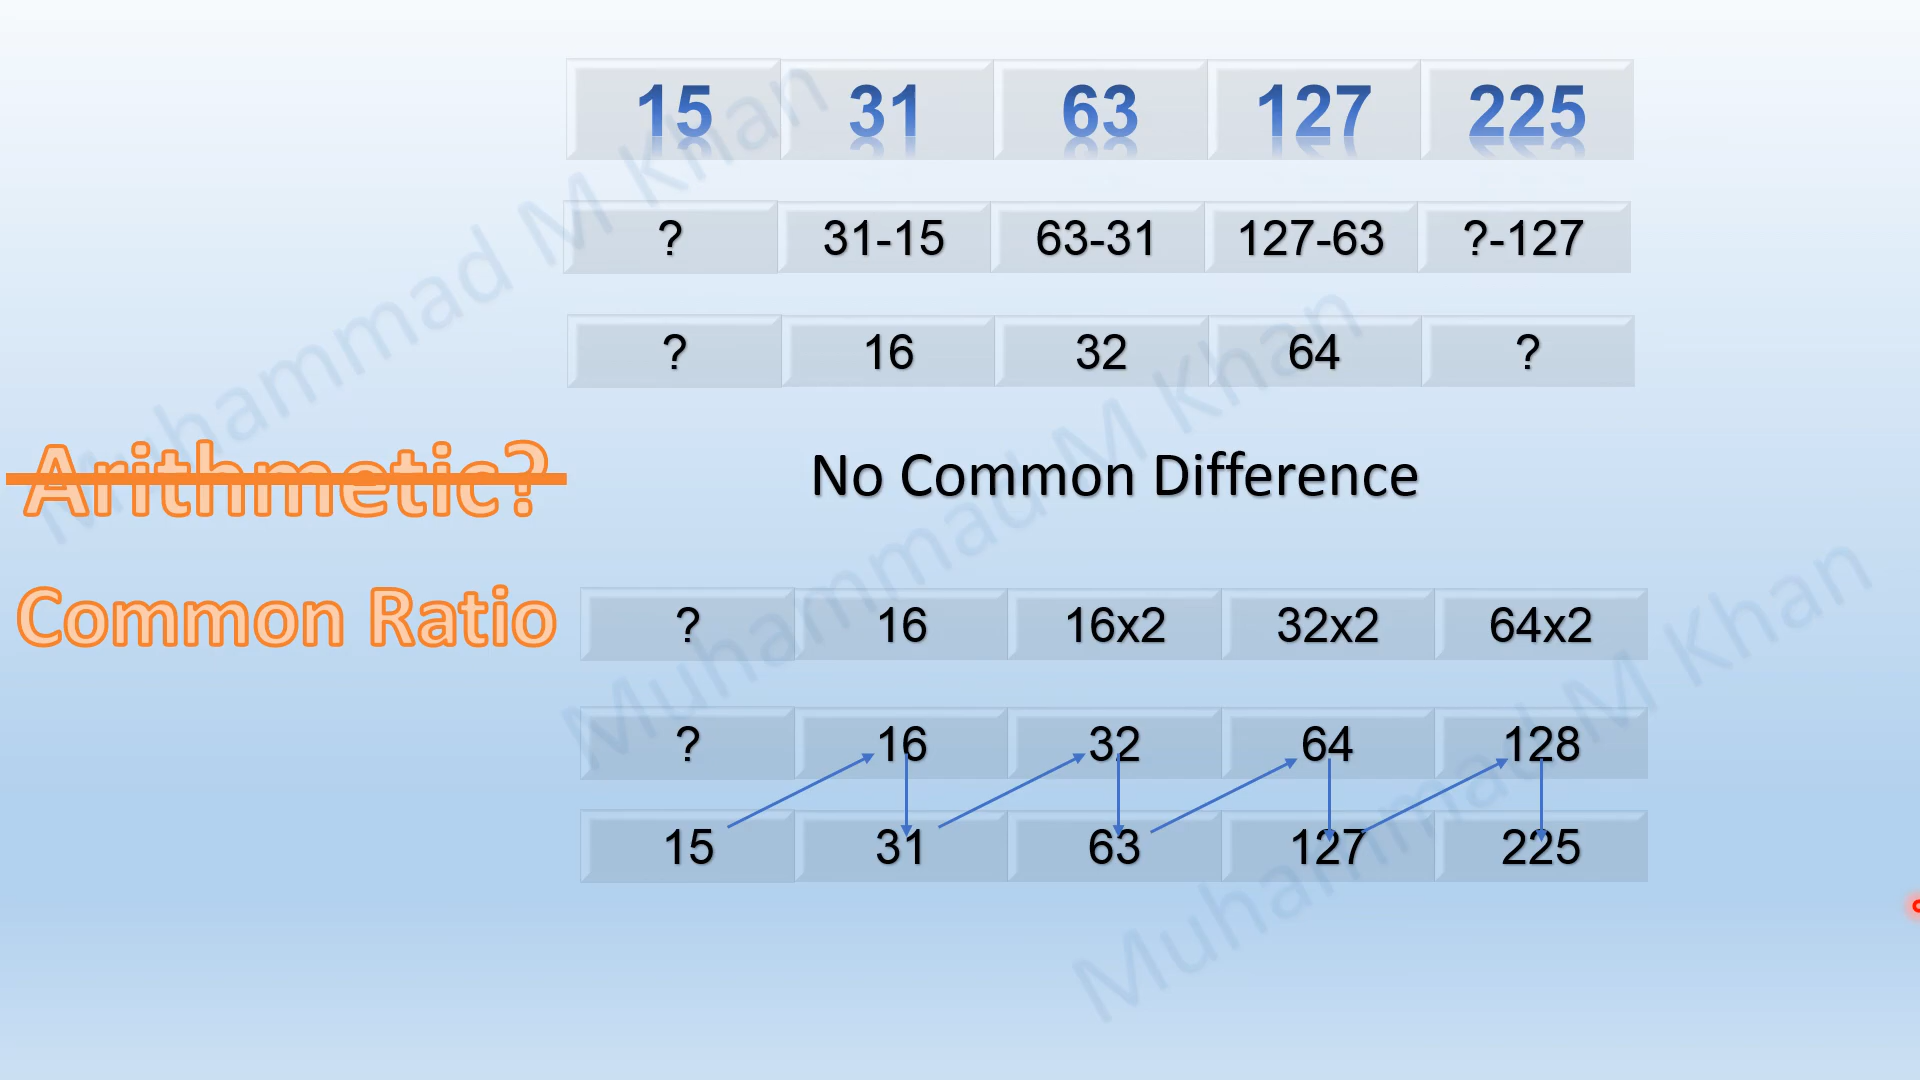 15 31 63 127 225
? 31-15 63-31 127-63 ?-127
? 16 32 64 ?
Arithmetic? No Common Difference
Common Ratio ? 16 16x2 32x2 64x2
? 16 32 64 128
15 31 63 127 225
Muhammad M Khan
Muhammad M Khan
Muhammad M Khan